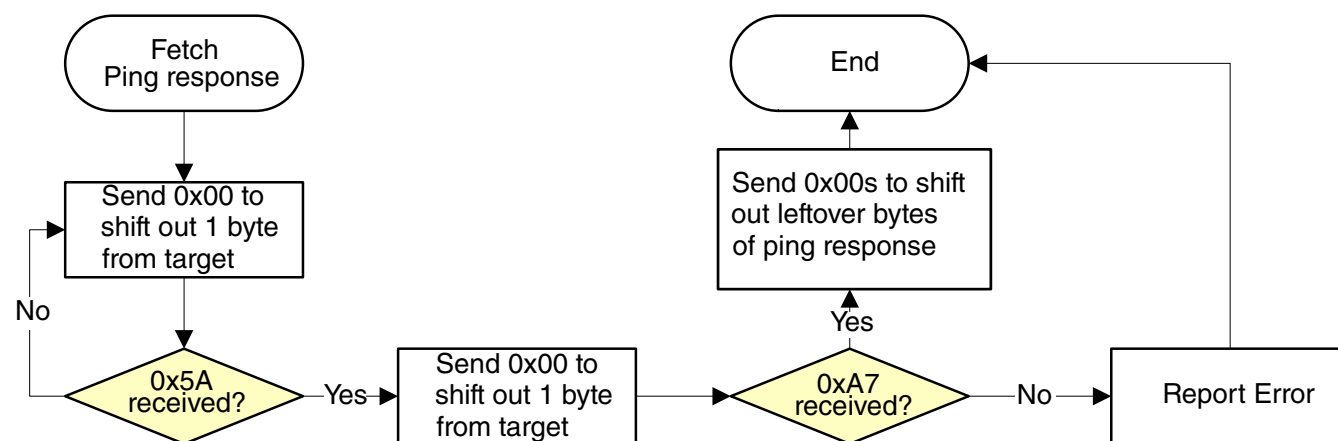 Fetch
Ping response
End
Send 0x00 to
shift out 1 byte
from target
Send 0x00s to shift
out leftover bytes
of ping response
No
Yes
0x5A
received?
Yes
Send 0x00 to
shift out 1 byte
from target
0xA7
received?
No
Report Error